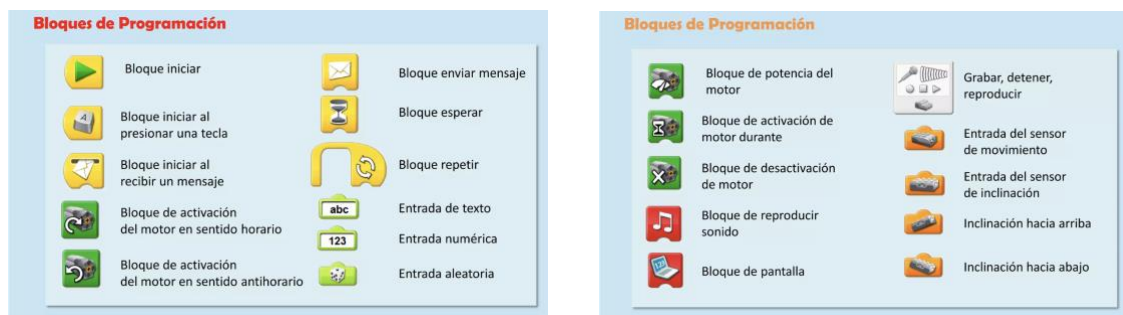 Bloques de Programación
Bloque iniciar
Bloque iniciar al
presionar una tecla
Bloque iniciar al
recibir un mensaje
Bloque de activación
del motor en sentido horario
Bloque de activación
del motor en sentido antihorario
Bloque enviar mensaje
Bloque esperar
Bloque repetir
abc
Entrada de texto
123
Entrada numérica
Entrada aleatoria
Bloques de Programación
Bloque de potencia del
motor
Bloque de activación de
motor durante
Bloque de desactivación
de motor
Bloque de reproducir
sonido
Bloque de pantalla
Grabar, detener,
reproducir
Entrada del sensor
de movimiento
Entrada del sensor
de inclinación
Inclinación hacia arriba
Inclinación hacia abajo